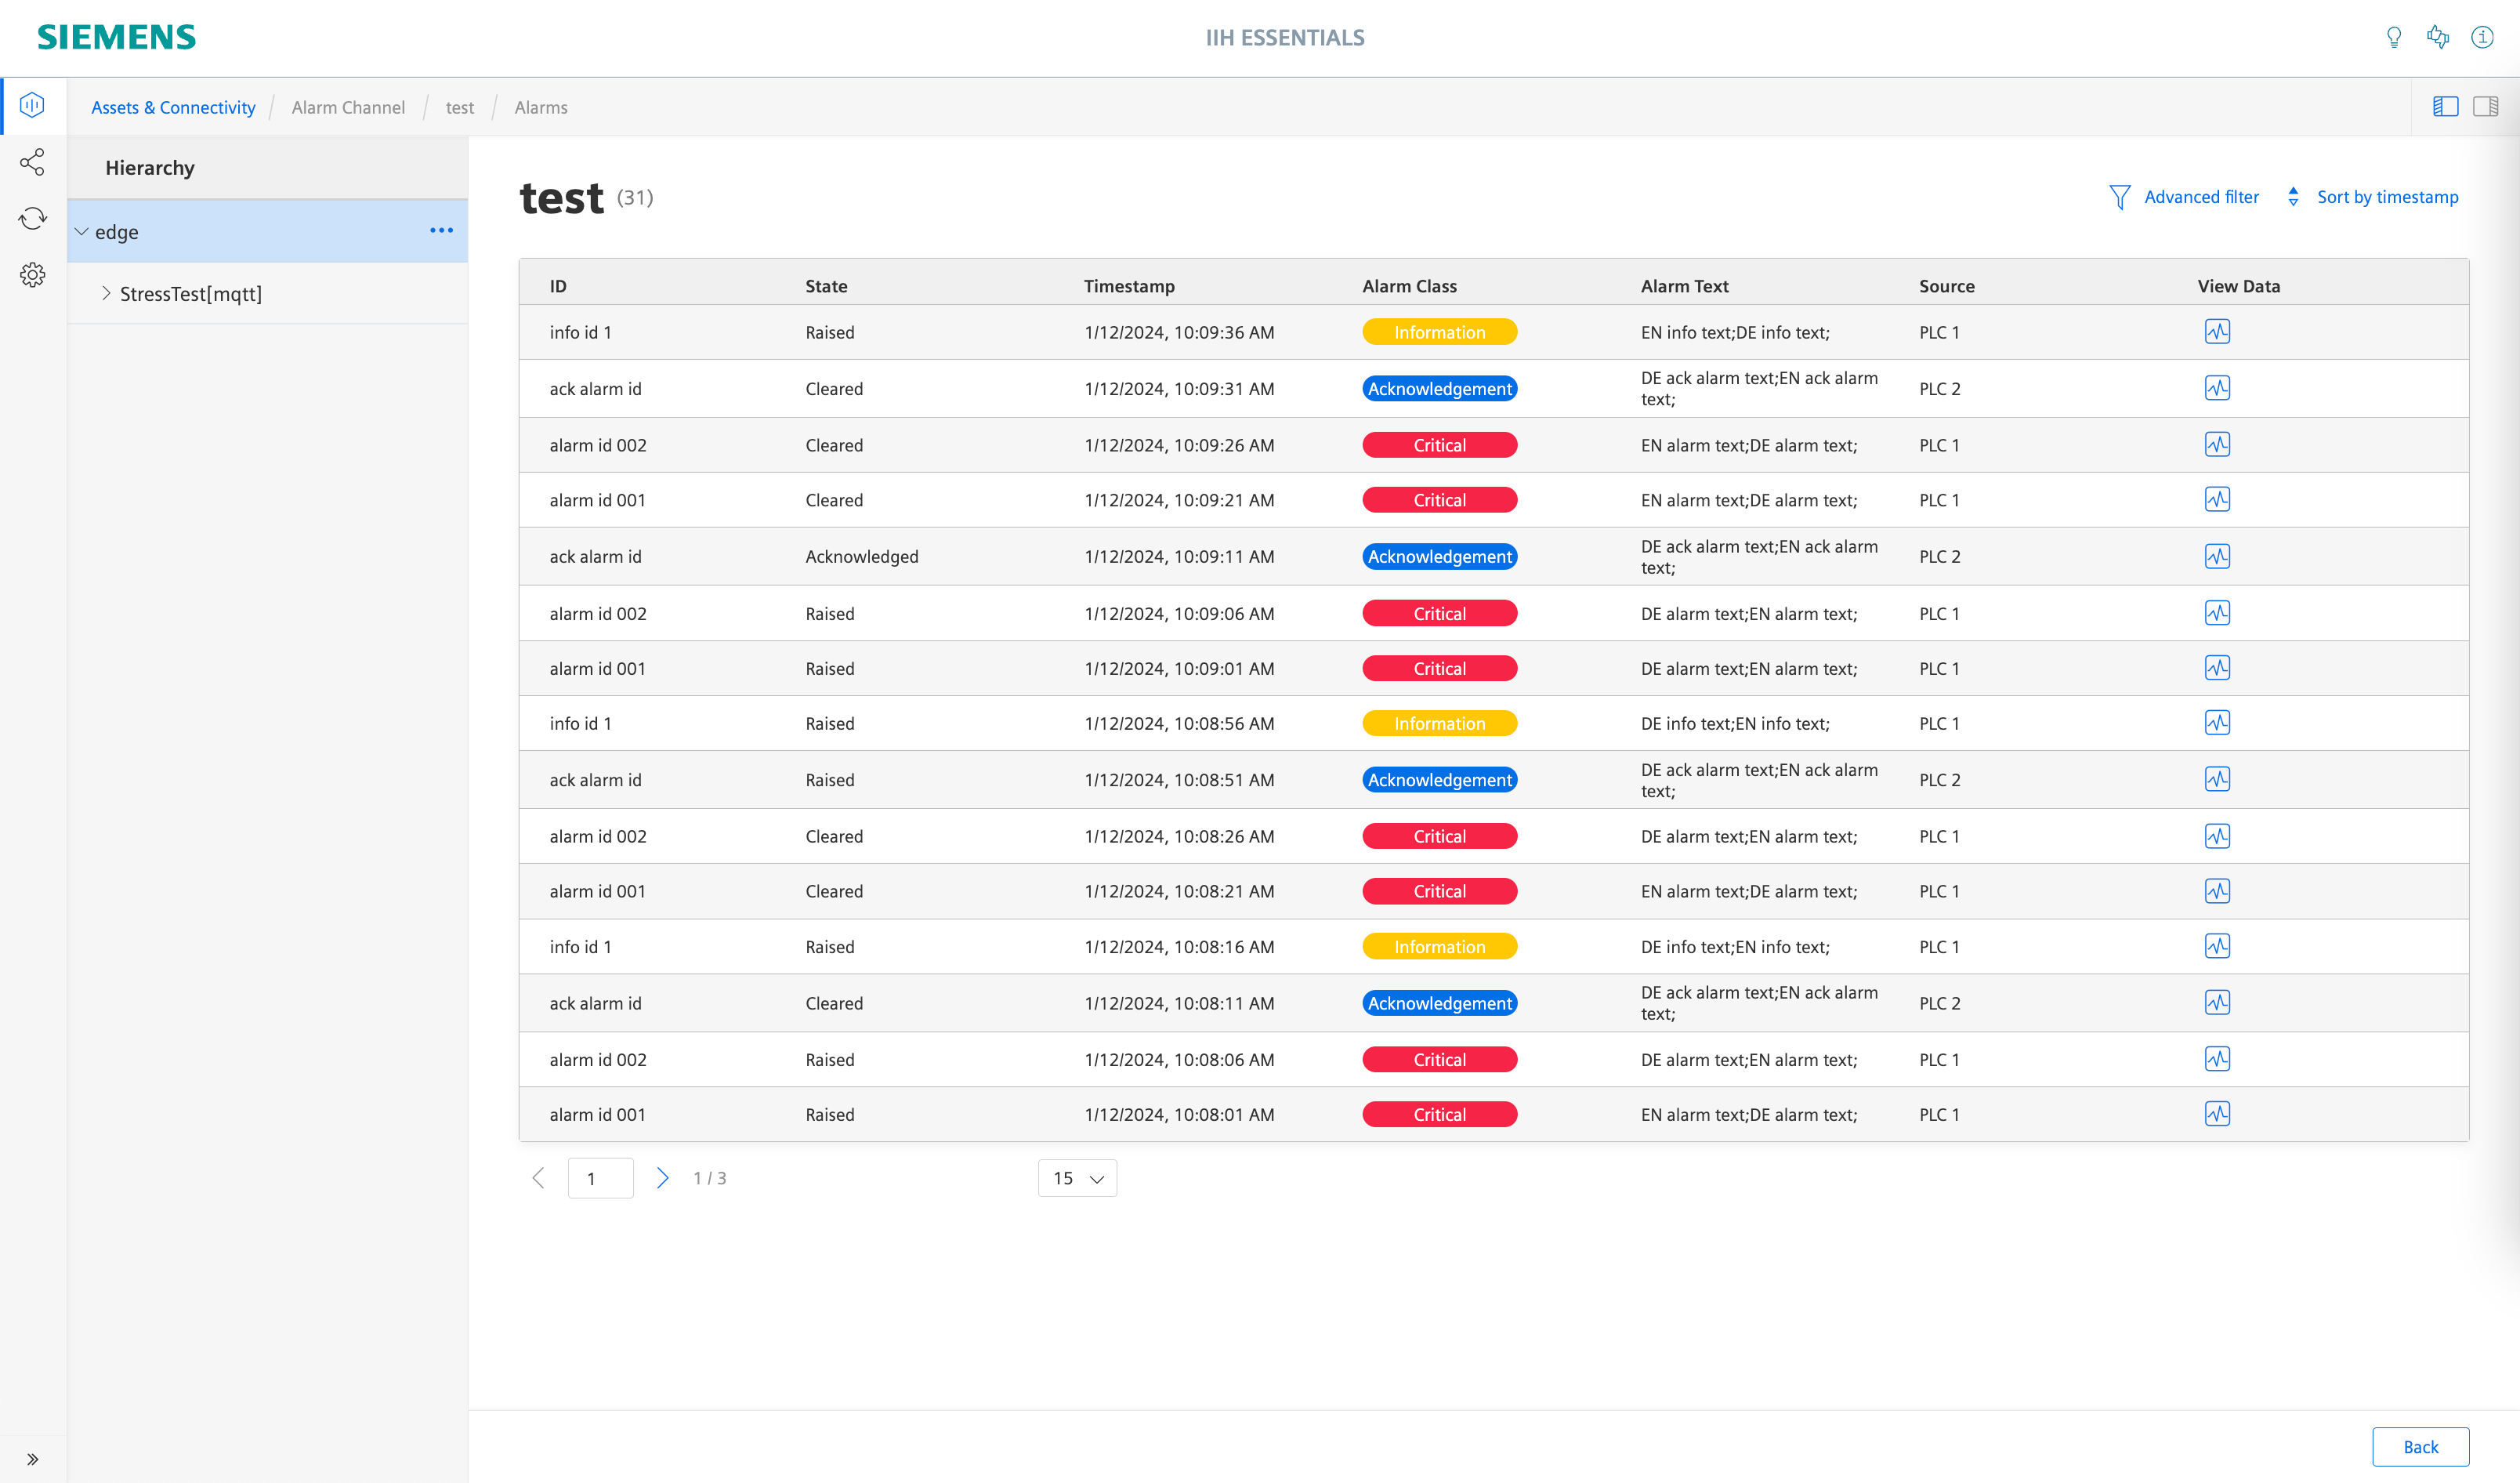 SIEMENS
IIH ESSENTIALS
Assets & Connectivity / Alarm Channel / test / Alarms
Hierarchy
edge
StressTest[mqtt]
test (31)
Advanced filter Sort by timestamp
ID State Timestamp Alarm Class Alarm Text Source View Data
info id 1 Raised 1/12/2024, 10:09:36 AM Information EN info text;DE info text; PLC 1
ack alarm id Cleared 1/12/2024, 10:09:31 AM Acknowledgement DE ack alarm text;EN ack alarm PLC 2
text;
alarm id 002 Cleared 1/12/2024, 10:09:26 AM Critical EN alarm text;DE alarm text; PLC 1
alarm id 001 Cleared 1/12/2024, 10:09:21 AM Critical EN alarm text;DE alarm text; PLC 1
ack alarm id Acknowledged 1/12/2024, 10:09:11 AM Acknowledgement DE ack alarm text;EN ack alarm PLC 2
text;
alarm id 002 Raised 1/12/2024, 10:09:06 AM Critical DE alarm text;EN alarm text; PLC 1
alarm id 001 Raised 1/12/2024, 10:09:01 AM Critical DE alarm text;EN alarm text; PLC 1
info id 1 Raised 1/12/2024, 10:08:56 AM Information DE info text;EN info text; PLC 1
ack alarm id Raised 1/12/2024, 10:08:51 AM Acknowledgement DE ack alarm text;EN ack alarm PLC 2
text;
alarm id 002 Cleared 1/12/2024, 10:08:26 AM Critical DE alarm text;EN alarm text; PLC 1
alarm id 001 Cleared 1/12/2024, 10:08:21 AM Critical EN alarm text;DE alarm text; PLC 1
info id 1 Raised 1/12/2024, 10:08:16 AM Information DE info text;EN info text; PLC 1
ack alarm id Cleared 1/12/2024, 10:08:11 AM Acknowledgement DE ack alarm text;EN ack alarm PLC 2
text;
alarm id 002 Raised 1/12/2024, 10:08:06 AM Critical DE alarm text;EN alarm text; PLC 1
alarm id 001 Raised 1/12/2024, 10:08:01 AM Critical EN alarm text;DE alarm text; PLC 1
1 1 / 3 15
Back